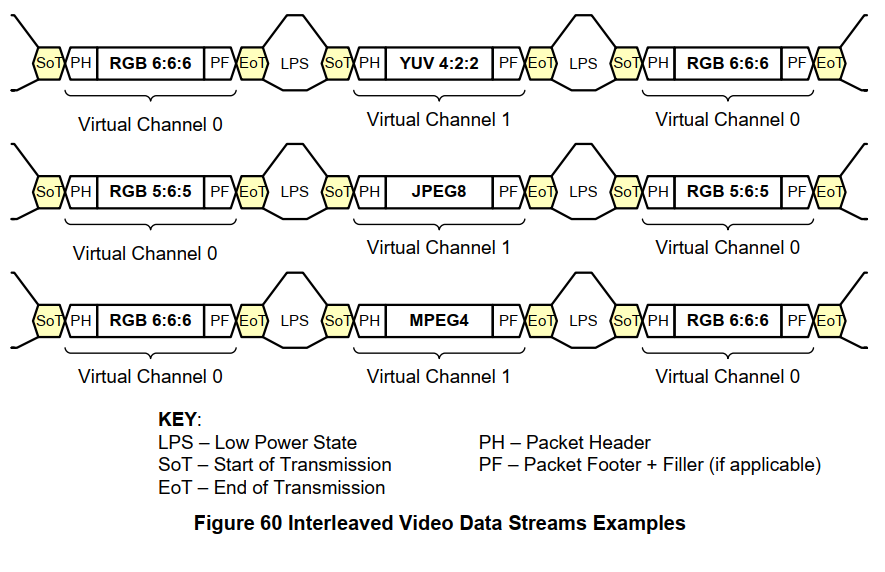 SoT PH RGB 6:6:6 PF EoT LPS SoT PH YUV 4:2:2 PF EoT LPS SoT PH RGB 6:6:6 PF EoT
Virtual Channel 0 Virtual Channel 1 Virtual Channel 0
SoT PH RGB 5:6:5 PF EoT LPS SoT PH JPEG8 PF EoT LPS SoT PH RGB 5:6:5 PF EoT
Virtual Channel 0 Virtual Channel 1 Virtual Channel 0
SoT PH RGB 6:6:6 PF EoT LPS SoT PH MPEG4 PF EoT LPS SoT PH RGB 6:6:6 PF EoT
Virtual Channel 0 Virtual Channel 1 Virtual Channel 0
KEY:
LPS – Low Power State PH – Packet Header
SoT – Start of Transmission PF – Packet Footer + Filler (if applicable)
EoT – End of Transmission
Figure 60 Interleaved Video Data Streams Examples